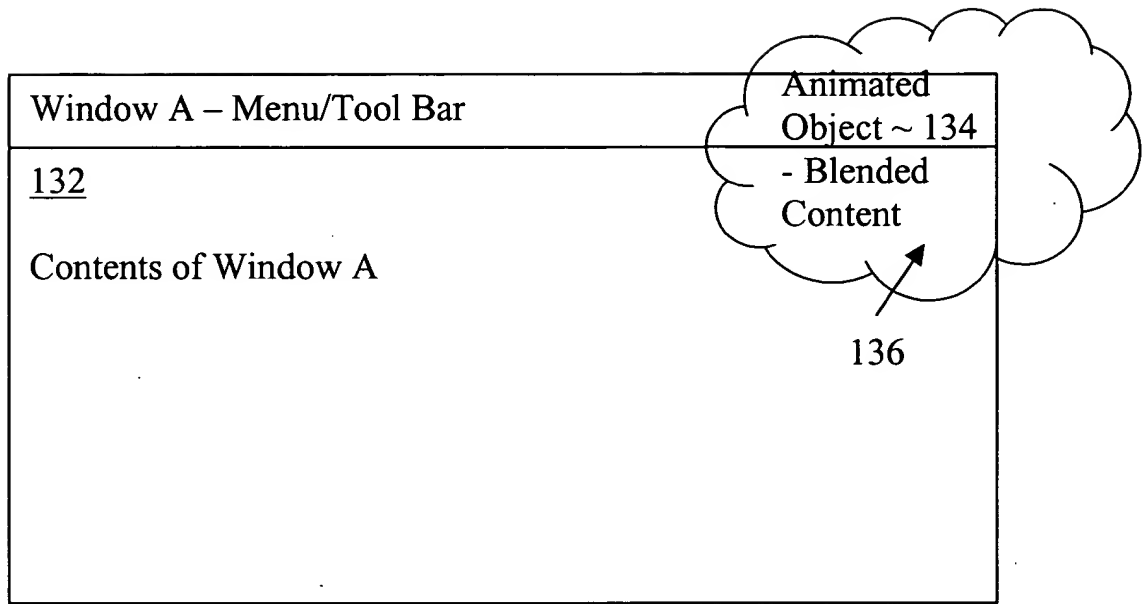 Window A – Menu/Tool Bar
Animated
Object ~ 134
- Blended
Content
132
Contents of Window A
136